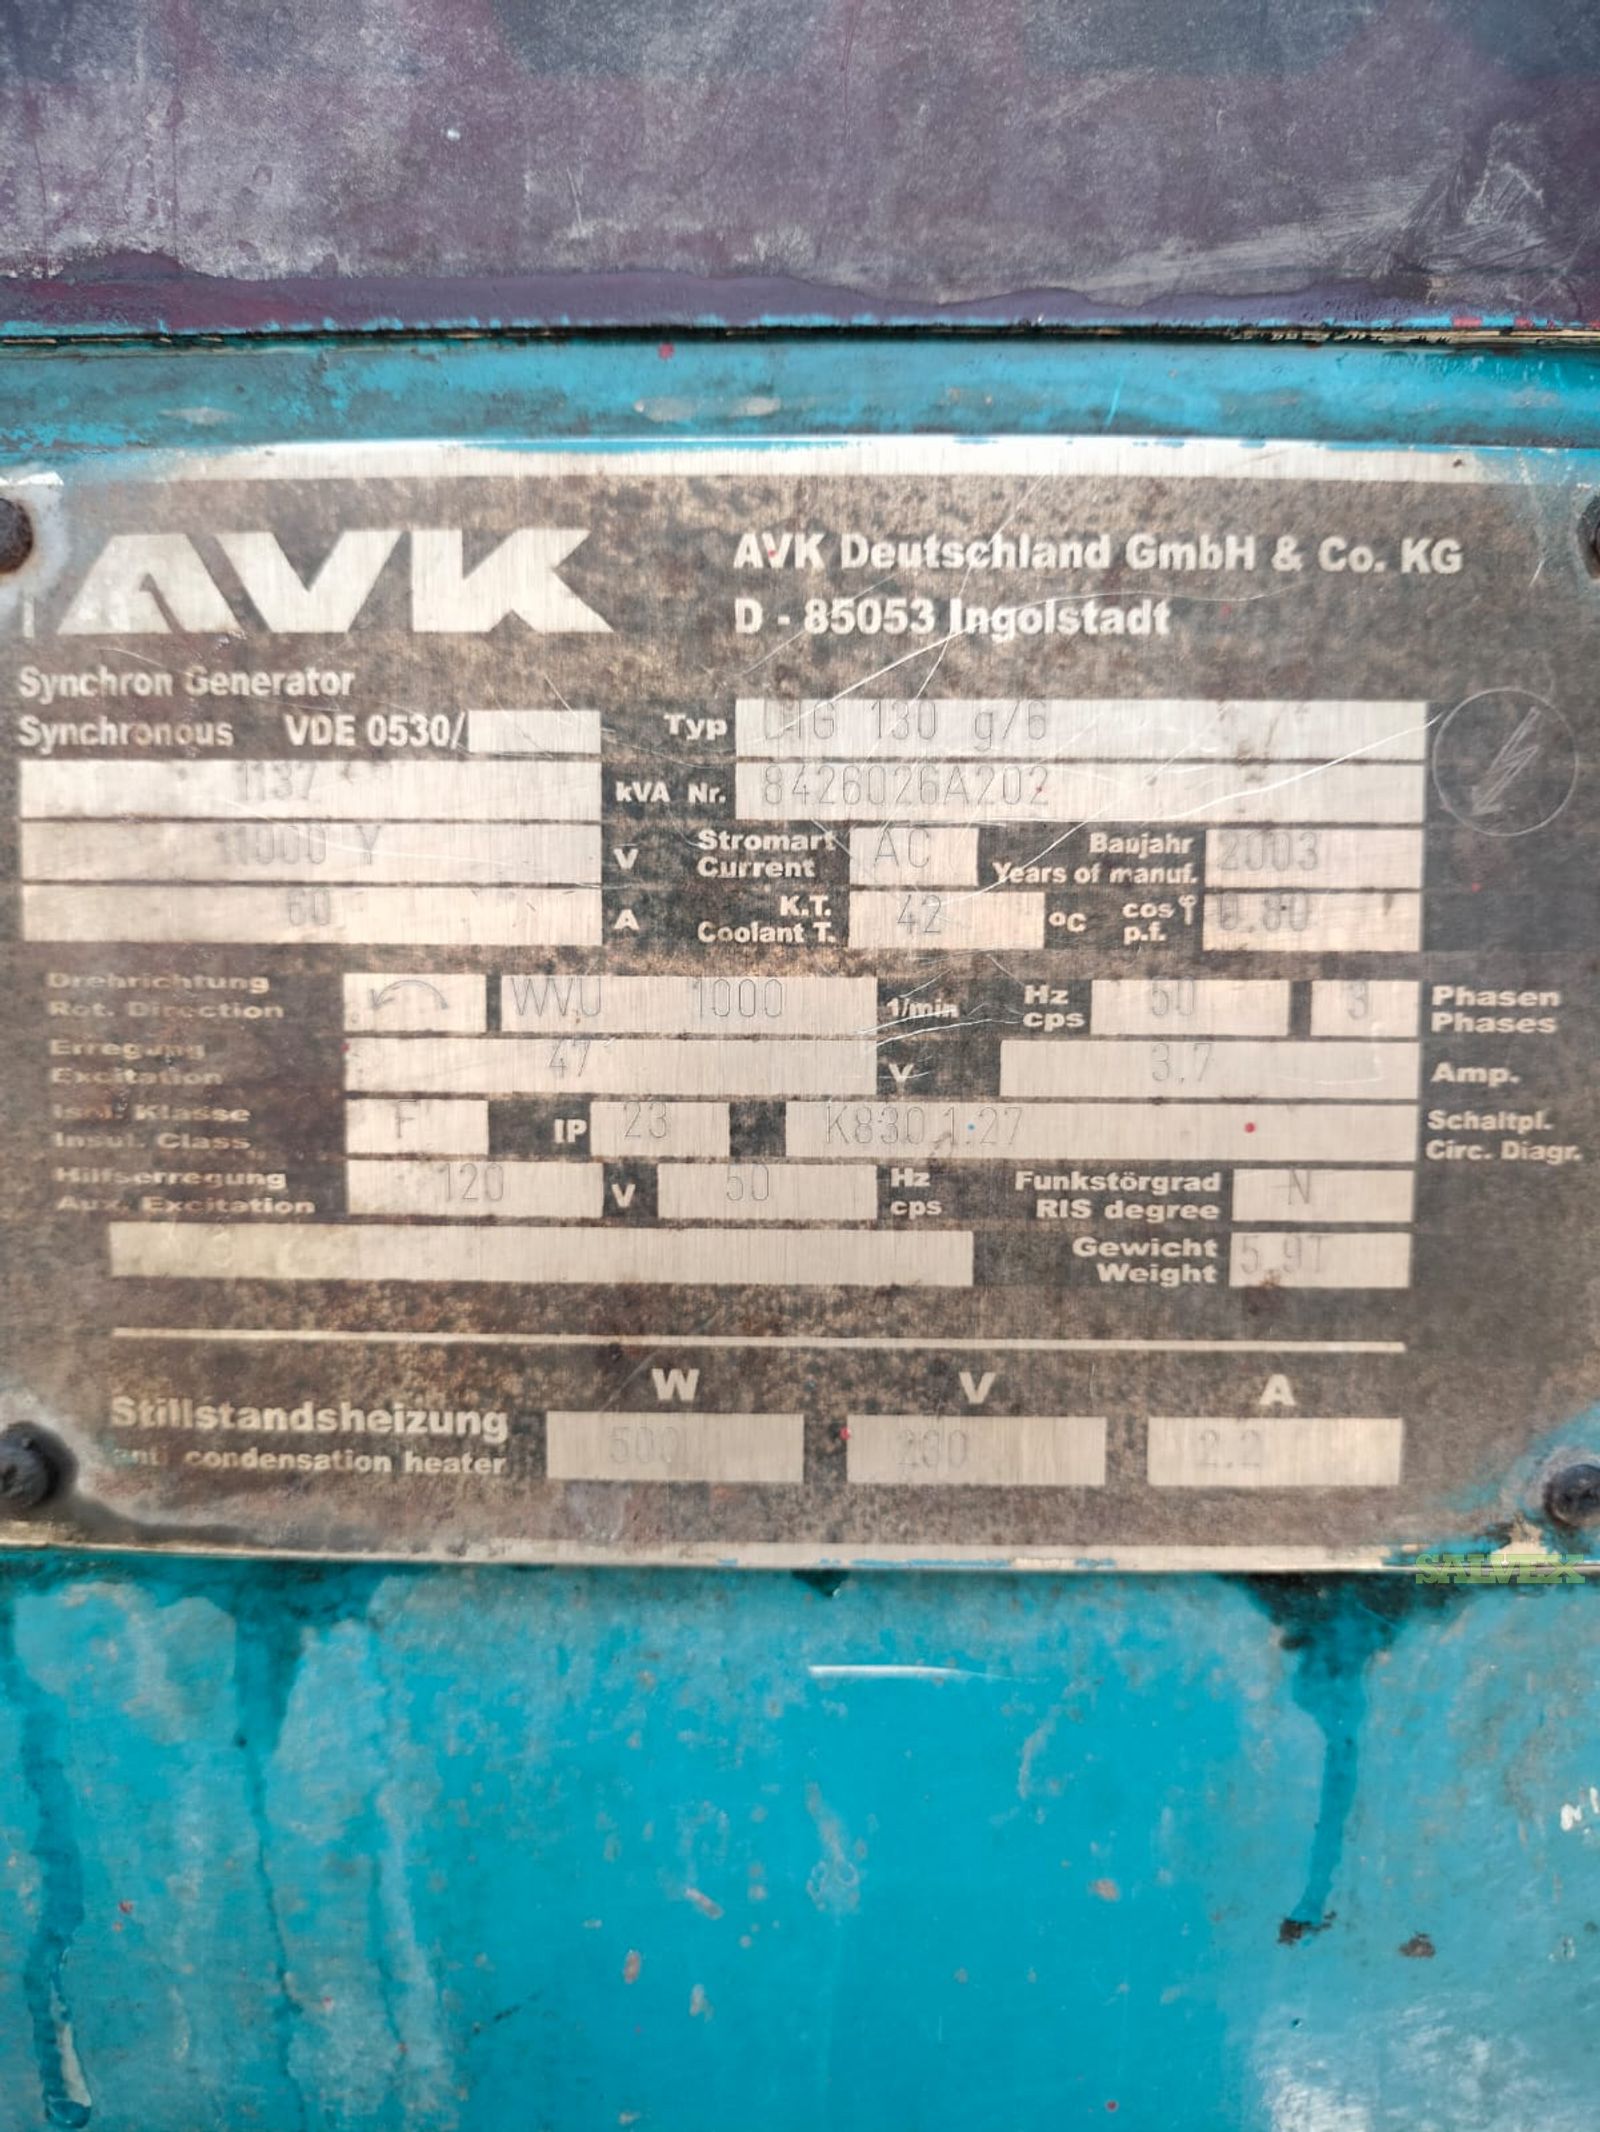 AVK
AVK Deutschland GmbH & Co. KG
D - 85053 Ingolstadt
Synchron Generator
Synchronous VDE 0530/
Typ 130 g/6
1137 kVA Nr. 8426026A202
11000 Y V Stromart Current AC Baujahr Years of manuf. 2003
60 A K.T. Coolant T. 42 °C cos φ p.f. 0.80
Drehrichtung Rot. Direction WVU 1000 1/min Hz cps 50 3 Phasen Phases
Erregung Excitation 47 V 3.7 Amp.
Isol. Klasse Insul. Class F IP 23 K830.1.27 Schaltpl. Circ. Diagr.
Hilfserregung Aux. Excitation 120 V 50 Hz cps Funkstörgrad RIS degree N
Gewicht Weight 5.9T
W V A
Stillstandsheizung 500 230 2.2
anti condensation heater
SALVEX